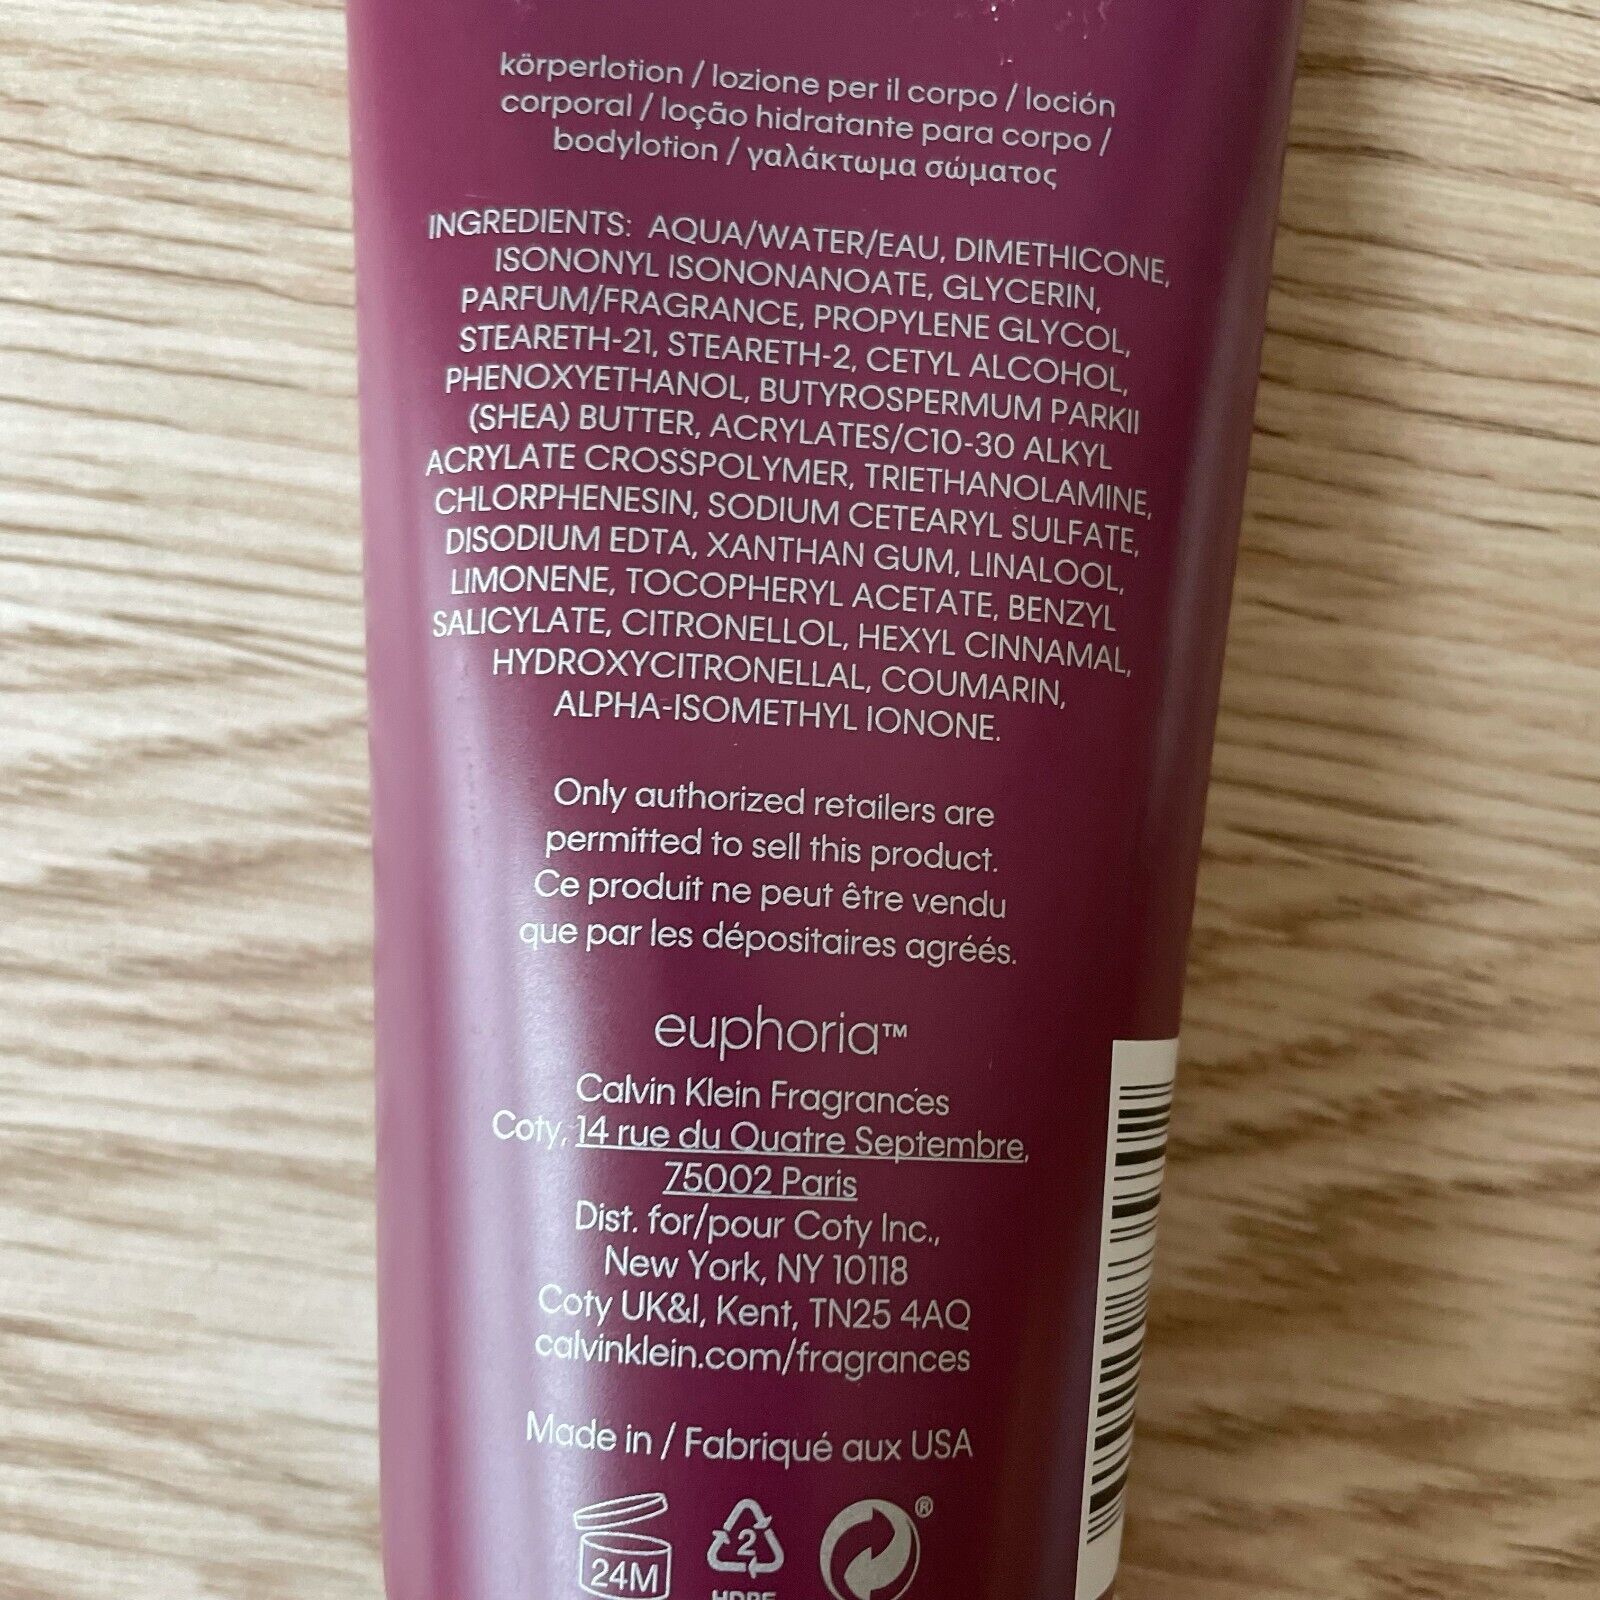 körperlotion / lozione per il corpo / loción
corporal / loção hidratante para corpo /
bodylotion / γαλάκτωμα σώματος
INGREDIENTS: AQUA/WATER/EAU, DIMETHICONE,
ISONONYL ISONONANOATE, GLYCERIN,
PARFUM/FRAGRANCE, PROPYLENE GLYCOL,
STEARETH-21, STEARETH-2, CETYL ALCOHOL,
PHENOXYETHANOL, BUTYROSPERMUM PARKII
(SHEA) BUTTER, ACRYLATES/C10-30 ALKYL
ACRYLATE CROSSPOLYMER, TRIETHANOLAMINE,
CHLORPHENESIN, SODIUM CETEARYL SULFATE,
DISODIUM EDTA, XANTHAN GUM, LINALOOL,
LIMONENE, TOCOPHERYL ACETATE, BENZYL
SALICYLATE, CITRONELLOL, HEXYL CINNAMAL,
HYDROXYCITRONELLAL, COUMARIN,
ALPHA-ISOMETHYL IONONE.
Only authorized retailers are
permitted to sell this product.
Ce produit ne peut être vendu
que par les dépositaires agréés.
euphoria™
Calvin Klein Fragrances
Coty, 14 rue du Quatre Septembre,
75002 Paris
Dist. for/pour Coty Inc.,
New York, NY 10118
Coty UK&I, Kent, TN25 4AQ
calvinklein.com/fragrances
Made in / Fabriqué aux USA
24M 2 ®
HDPE